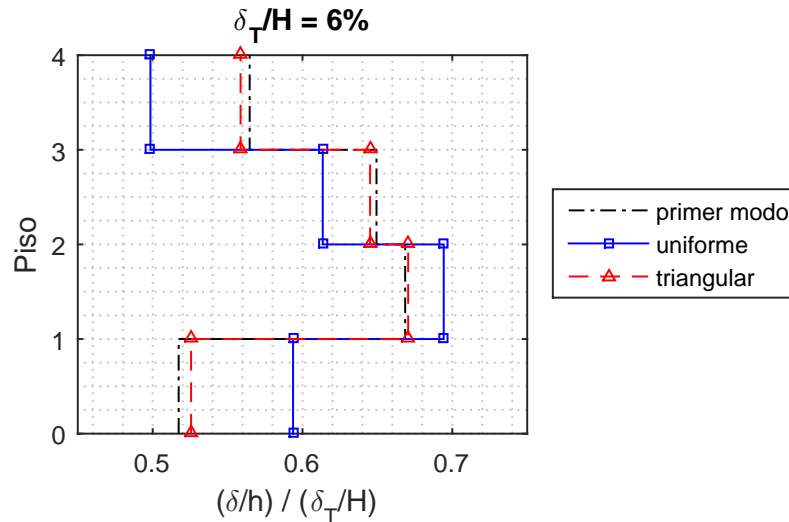 δT/H = 6%
4
3
2
1
0
Piso
0.5 0.6 0.7
(δ/h) / (δT/H)
primer modo
uniforme
triangular